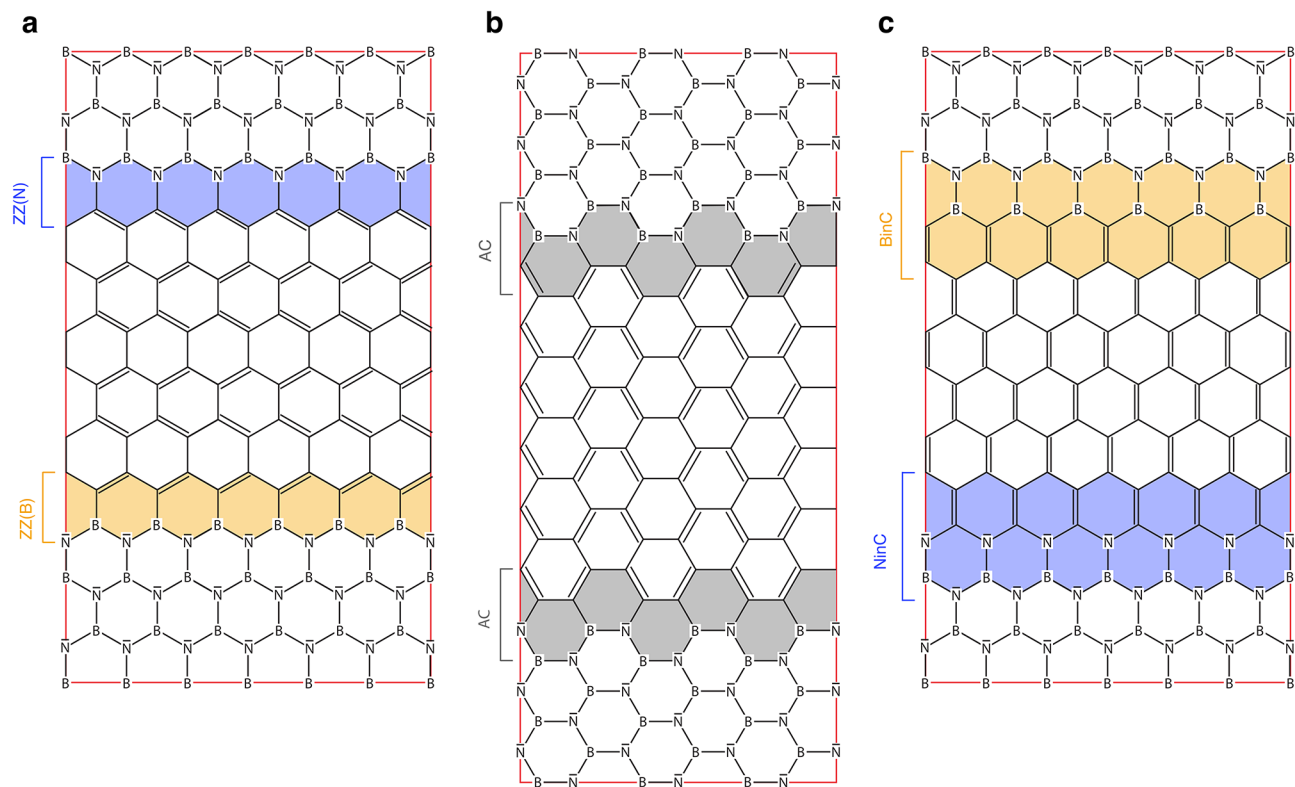 a
B B B B B B B
N̄ N̄ N̄ N̄ N̄ N̄
B B B B B B
N̄ N̄ N̄ N̄ N̄ N̄ N̄
B B B B B B B
N̄ N̄ N̄ N̄ N̄ N̄
ZZ(N)
ZZ(B)
B B B B B B
N̄ N̄ N̄ N̄ N̄ N̄ N̄
B B B B B B B
N̄ N̄ N̄ N̄ N̄ N̄
B B B B B B
N̄ N̄ N̄ N̄ N̄ N̄ N̄
B B B B B B B
b
B N̄ B N̄ B N̄
N̄ B N̄ B N̄ B N̄
B N̄ B N̄ B N̄
N̄ B N̄ B N̄ B N̄
B N̄ B N̄ B N̄
N̄ B N̄ B N̄ B N̄
B N̄ B N̄ B N̄
AC
AC
N̄ B N̄ B N̄ B N̄
B N̄ B N̄ B N̄
N̄ B N̄ B N̄ B N̄
B N̄ B N̄ B N̄
N̄ B N̄ B N̄ B N̄
B N̄ B N̄ B N̄
c
B B B B B B B
N̄ N̄ N̄ N̄ N̄ N̄
B B B B B B
N̄ N̄ N̄ N̄ N̄ N̄ N̄
B B B B B B B
N̄ N̄ N̄ N̄ N̄ N̄
B B B B B B
BinC
NinC
N̄ N̄ N̄ N̄ N̄ N̄ N̄
B B B B B B B
N̄ N̄ N̄ N̄ N̄ N̄
B B B B B B
N̄ N̄ N̄ N̄ N̄ N̄ N̄
B B B B B B B